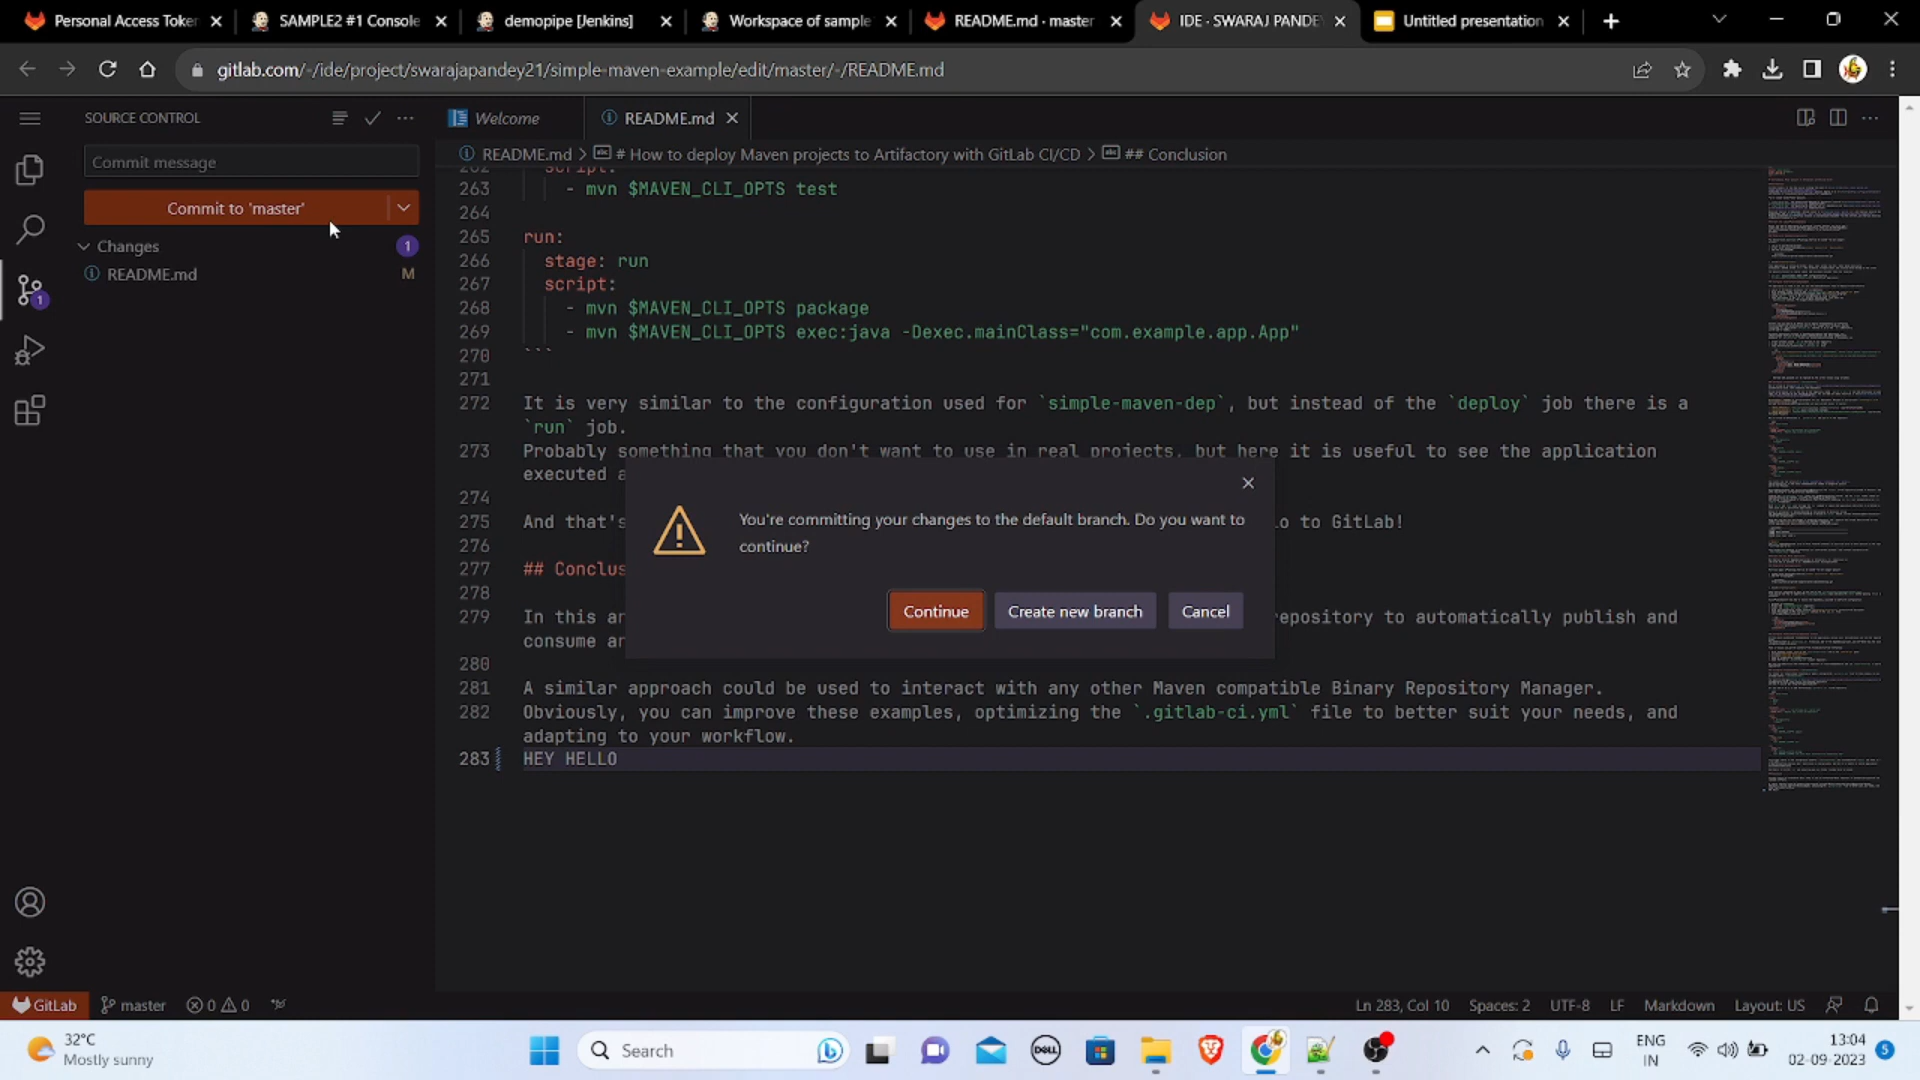 Personal Access Token
SAMPLE2 #1 Console
demopipe [Jenkins]
Workspace of sample
README.md · master
IDE · SWARAJ PANDEY
Untitled presentation
gitlab.com/-/ide/project/swarajapandey21/simple-maven-example/edit/master/-/README.md
SOURCE CONTROL
Welcome
README.md
Commit message
README.md > # How to deploy Maven projects to Artifactory with GitLab CI/CD > ## Conclusion
Commit to 'master'
Changes 1
README.md M
1
262 script:
263 - mvn $MAVEN_CLI_OPTS test
264
265 run:
266 stage: run
267 script:
268 - mvn $MAVEN_CLI_OPTS package
269 - mvn $MAVEN_CLI_OPTS exec:java -Dexec.mainClass="com.example.app.App"
270 ```
271
272 It is very similar to the configuration used for `simple-maven-dep`, but instead of the `deploy` job there is a
`run` job.
273 Probably something that you don't want to use in real projects, but here it is useful to see the application
executed a
274
275 And that's lo to GitLab!
276
277 ## Conclus
278
279 In this ar epository to automatically publish and
consume ar
280
281 A similar approach could be used to interact with any other Maven compatible Binary Repository Manager.
282 Obviously, you can improve these examples, optimizing the `.gitlab-ci.yml` file to better suit your needs, and
adapting to your workflow.
283 HEY HELLO
You're committing your changes to the default branch. Do you want to
continue?
Continue
Create new branch
Cancel
GitLab
master
0 0
Ln 283, Col 10
Spaces: 2
UTF-8
LF
Markdown
Layout: US
32°C
Mostly sunny
Search
DELL
ENG
IN
13:04
02-09-2023
5